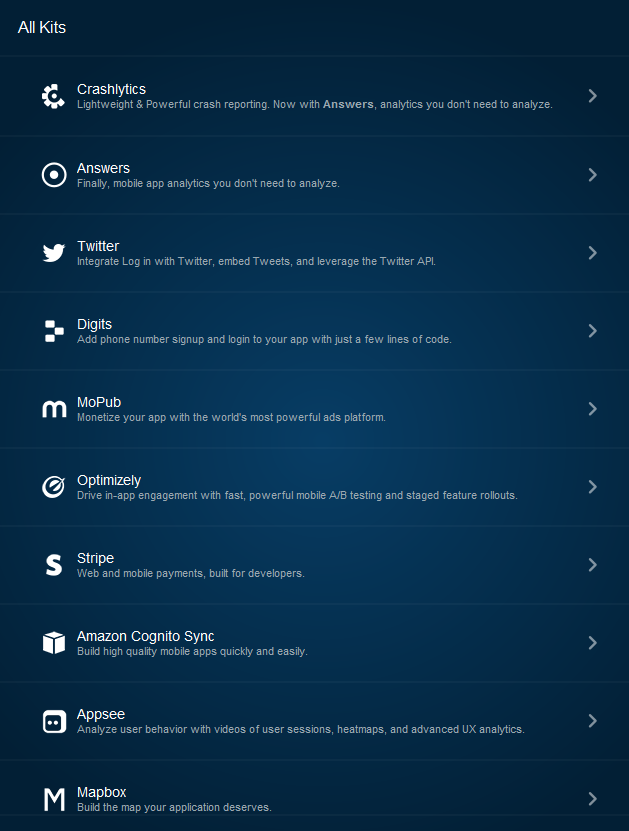 All Kits
Crashlytics
Lightweight & Powerful crash reporting. Now with Answers, analytics you don't need to analyze.
Answers
Finally, mobile app analytics you don't need to analyze.
Twitter
Integrate Log in with Twitter, embed Tweets, and leverage the Twitter API.
Digits
Add phone number signup and login to your app with just a few lines of code.
MoPub
Monetize your app with the world's most powerful ads platform.
Optimizely
Drive in-app engagement with fast, powerful mobile A/B testing and staged feature rollouts.
Stripe
Web and mobile payments, built for developers.
Amazon Cognito Sync
Build high quality mobile apps quickly and easily.
Appsee
Analyze user behavior with videos of user sessions, heatmaps, and advanced UX analytics.
Mapbox
Build the map your application deserves.